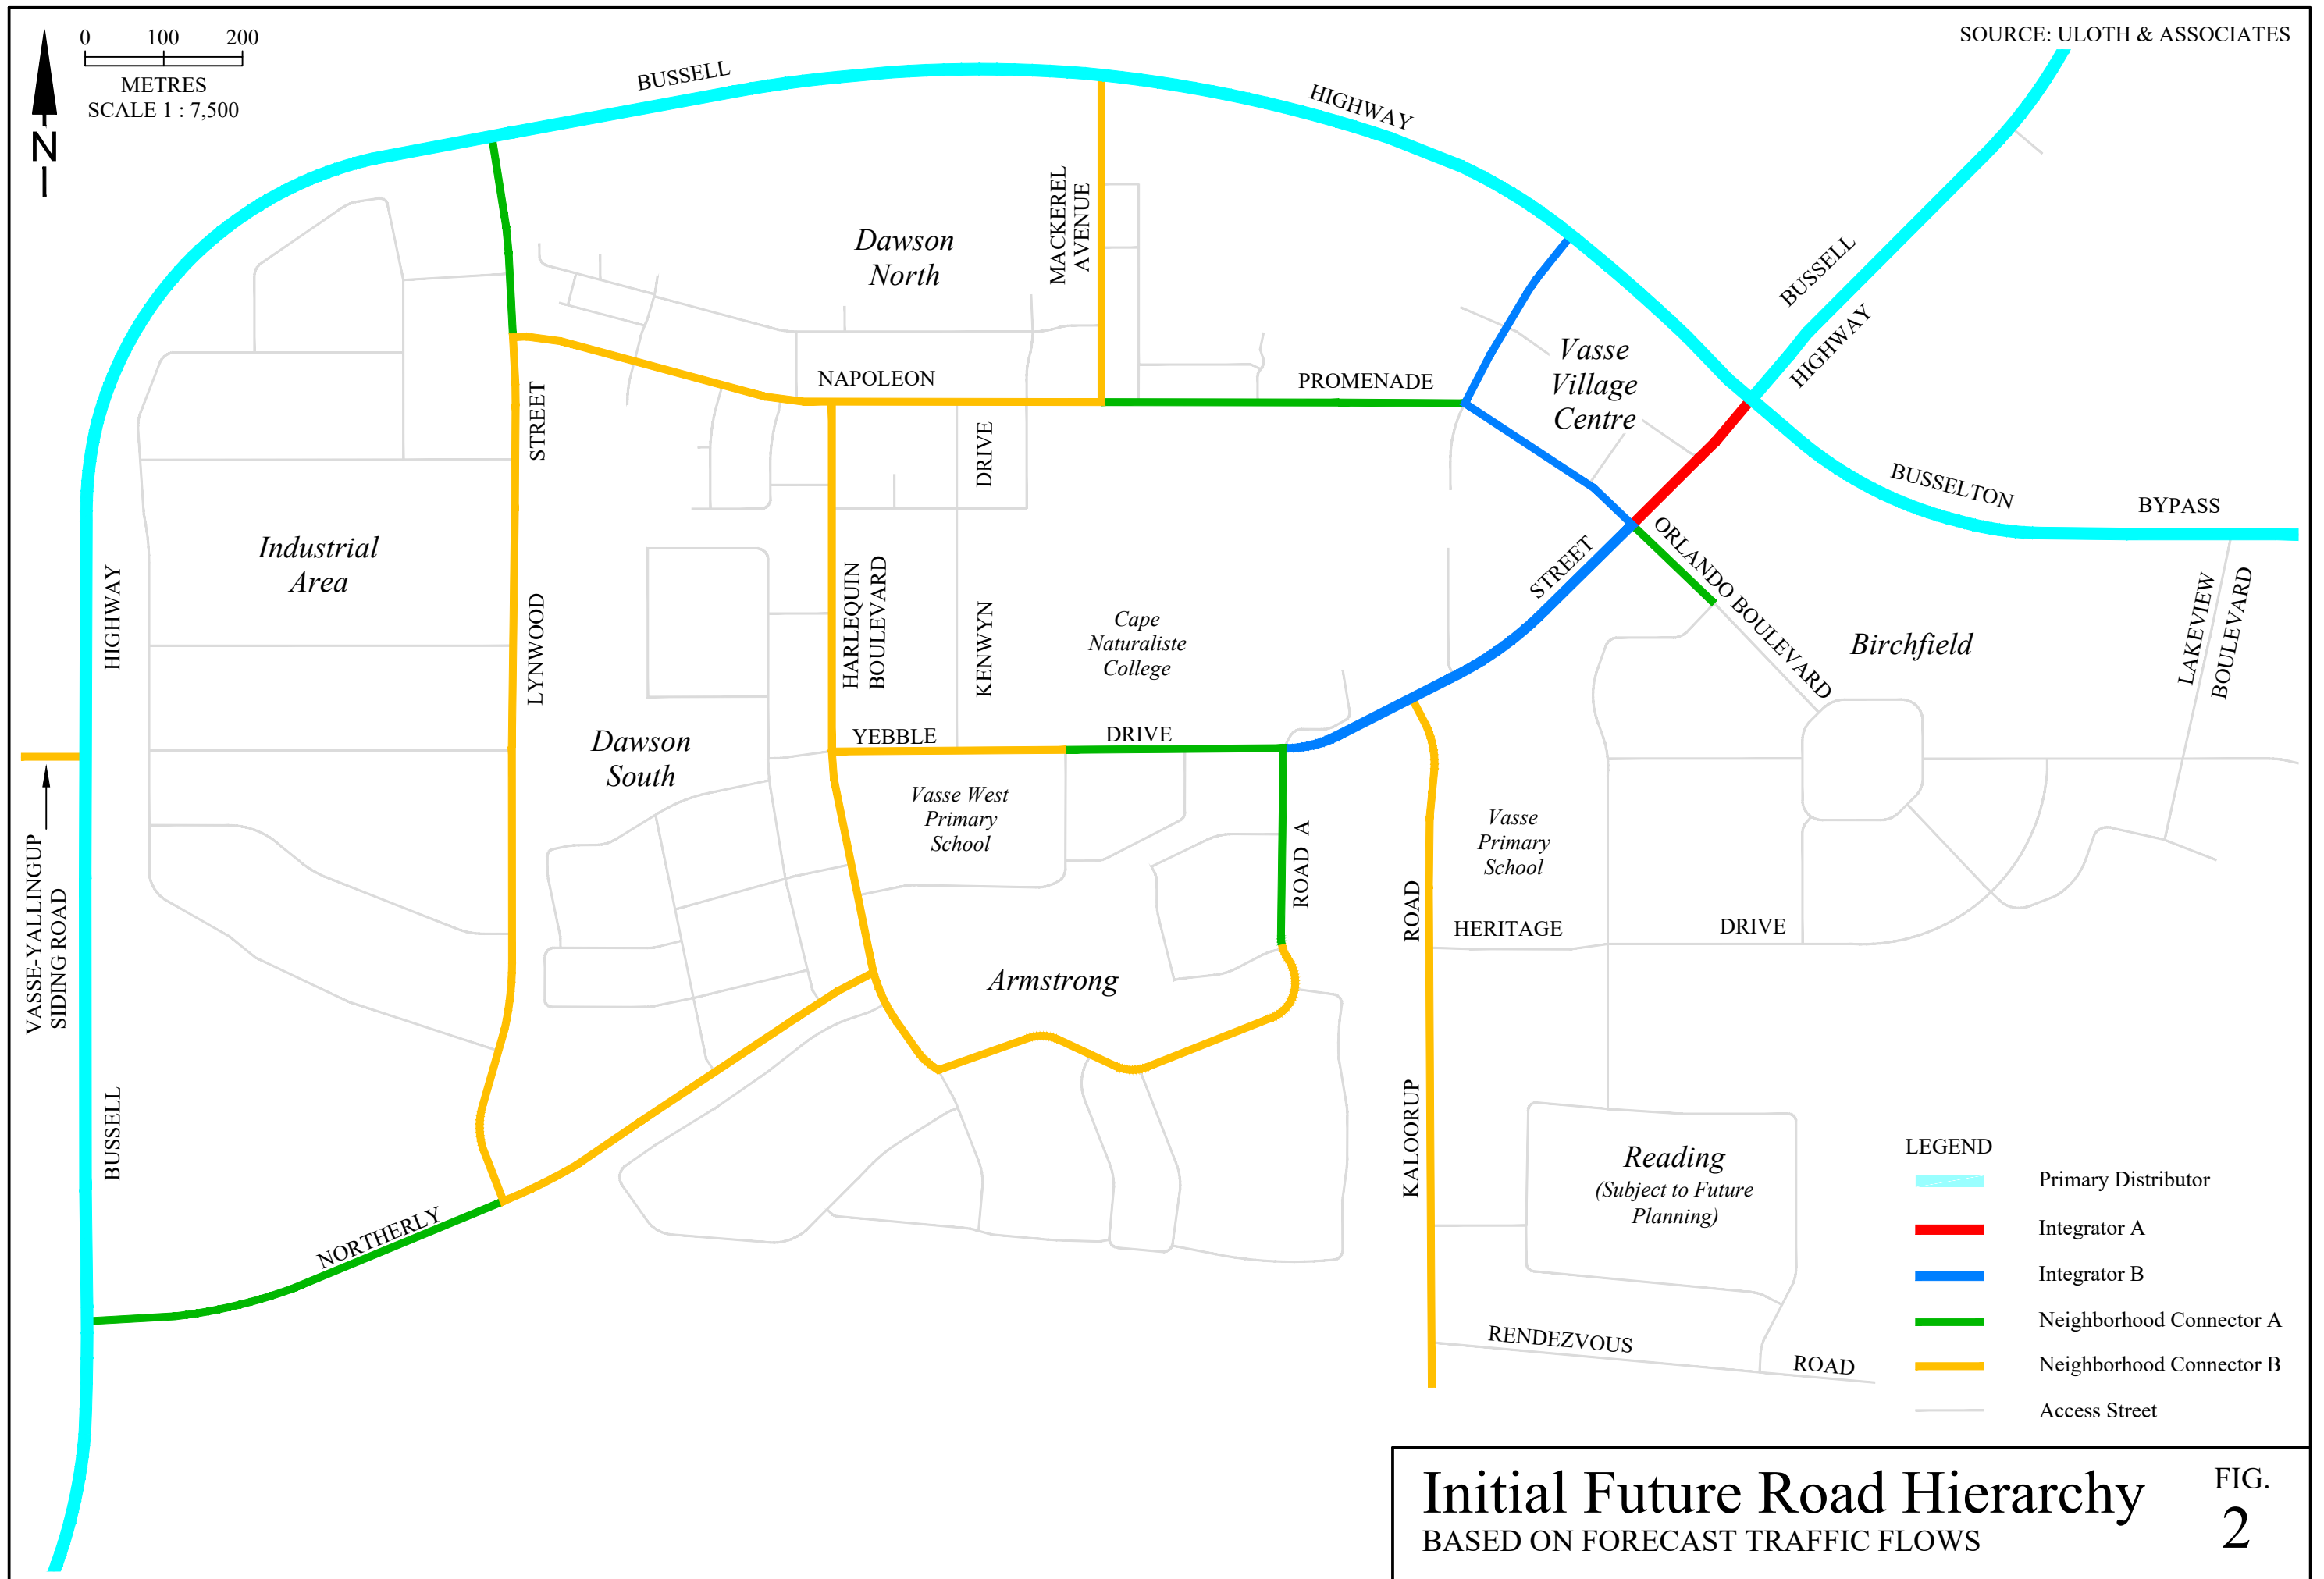 SOURCE: ULOTH & ASSOCIATES
0 100 200
METRES
SCALE 1 : 7,500
N
BUSSELL
HIGHWAY
MACKEREL
AVENUE
Dawson
North
BUSSELL
HIGHWAY
Vasse
Village
Centre
NAPOLEON
PROMENADE
STREET
DRIVE
BUSSELTON
BYPASS
Industrial
Area
HIGHWAY
LYNWOOD
HARLEQUIN
BOULEVARD
KENWYN
Cape
Naturaliste
College
STREET
ORLANDO BOULEVARD
Birchfield
LAKEVIEW
BOULEVARD
Dawson
South
YEBBLE
DRIVE
Vasse West
Primary
School
ROAD A
Vasse
Primary
School
VASSE-YALLINGUP
SIDING ROAD
ROAD
HERITAGE
DRIVE
Armstrong
BUSSELL
KALOORUP
NORTHERLY
Reading
(Subject to Future
Planning)
RENDEZVOUS
ROAD
LEGEND
Primary Distributor
Integrator A
Integrator B
Neighborhood Connector A
Neighborhood Connector B
Access Street
Initial Future Road Hierarchy
BASED ON FORECAST TRAFFIC FLOWS
FIG.
2